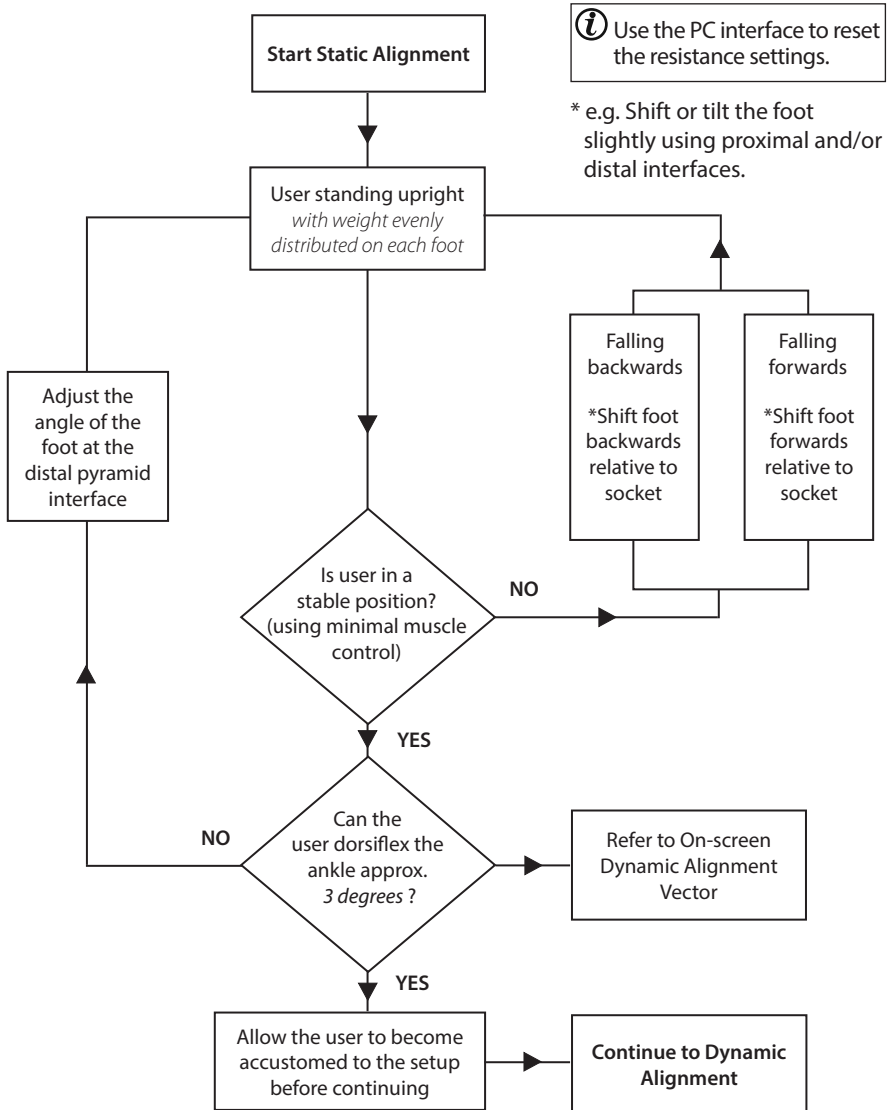 Start Static Alignment
i Use the PC interface to reset
the resistance settings.
* e.g. Shift or tilt the foot
slightly using proximal and/or
distal interfaces.
User standing upright
with weight evenly
distributed on each foot
Adjust the
angle of the
foot at the
distal pyramid
interface
Falling
backwards
*Shift foot
backwards
relative to
socket
Falling
forwards
*Shift foot
forwards
relative to
socket
Is user in a
stable position?
(using minimal muscle
control)
NO
YES
Can the
user dorsiflex the
ankle approx.
3 degrees ?
NO
Refer to On-screen
Dynamic Alignment
Vector
YES
Allow the user to become
accustomed to the setup
before continuing
Continue to Dynamic
Alignment